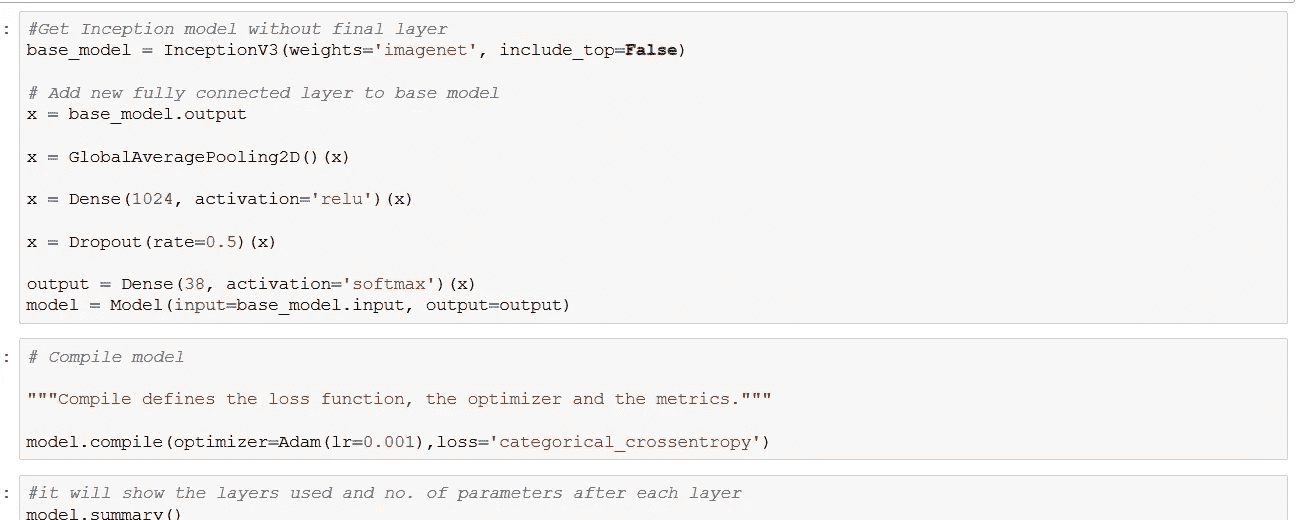 : #Get Inception model without final layer
base_model = InceptionV3(weights='imagenet', include_top=False)
# Add new fully connected layer to base model
x = base_model.output
x = GlobalAveragePooling2D()(x)
x = Dense(1024, activation='relu')(x)
x = Dropout(rate=0.5)(x)
output = Dense(38, activation='softmax')(x)
model = Model(input=base_model.input, output=output)
: # Compile model
"""Compile defines the loss function, the optimizer and the metrics."""
model.compile(optimizer=Adam(lr=0.001),loss='categorical_crossentropy')
: #it will show the layers used and no. of parameters after each layer
model.summary()